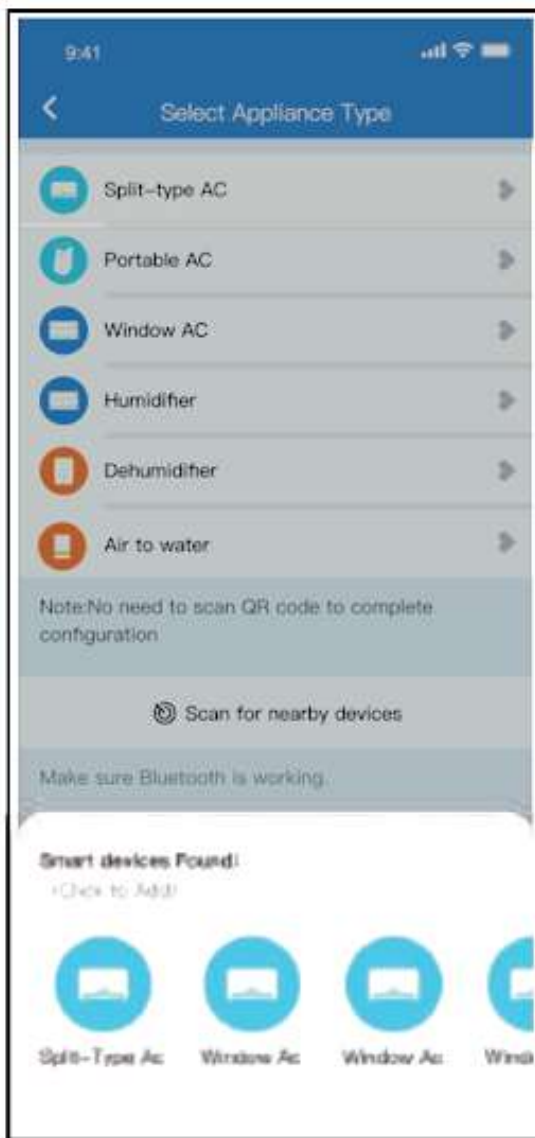 9:41
Select Appliance Type
Split-type AC
Portable AC
Window AC
Humidifier
Dehumidifier
Air to water
Note:No need to scan QR code to complete
configuration
Scan for nearby devices
Make sure Bluetooth is working.
Smart devices Found:
(Click to Add)
Split-Type Ac
Window Ac
Window Ac